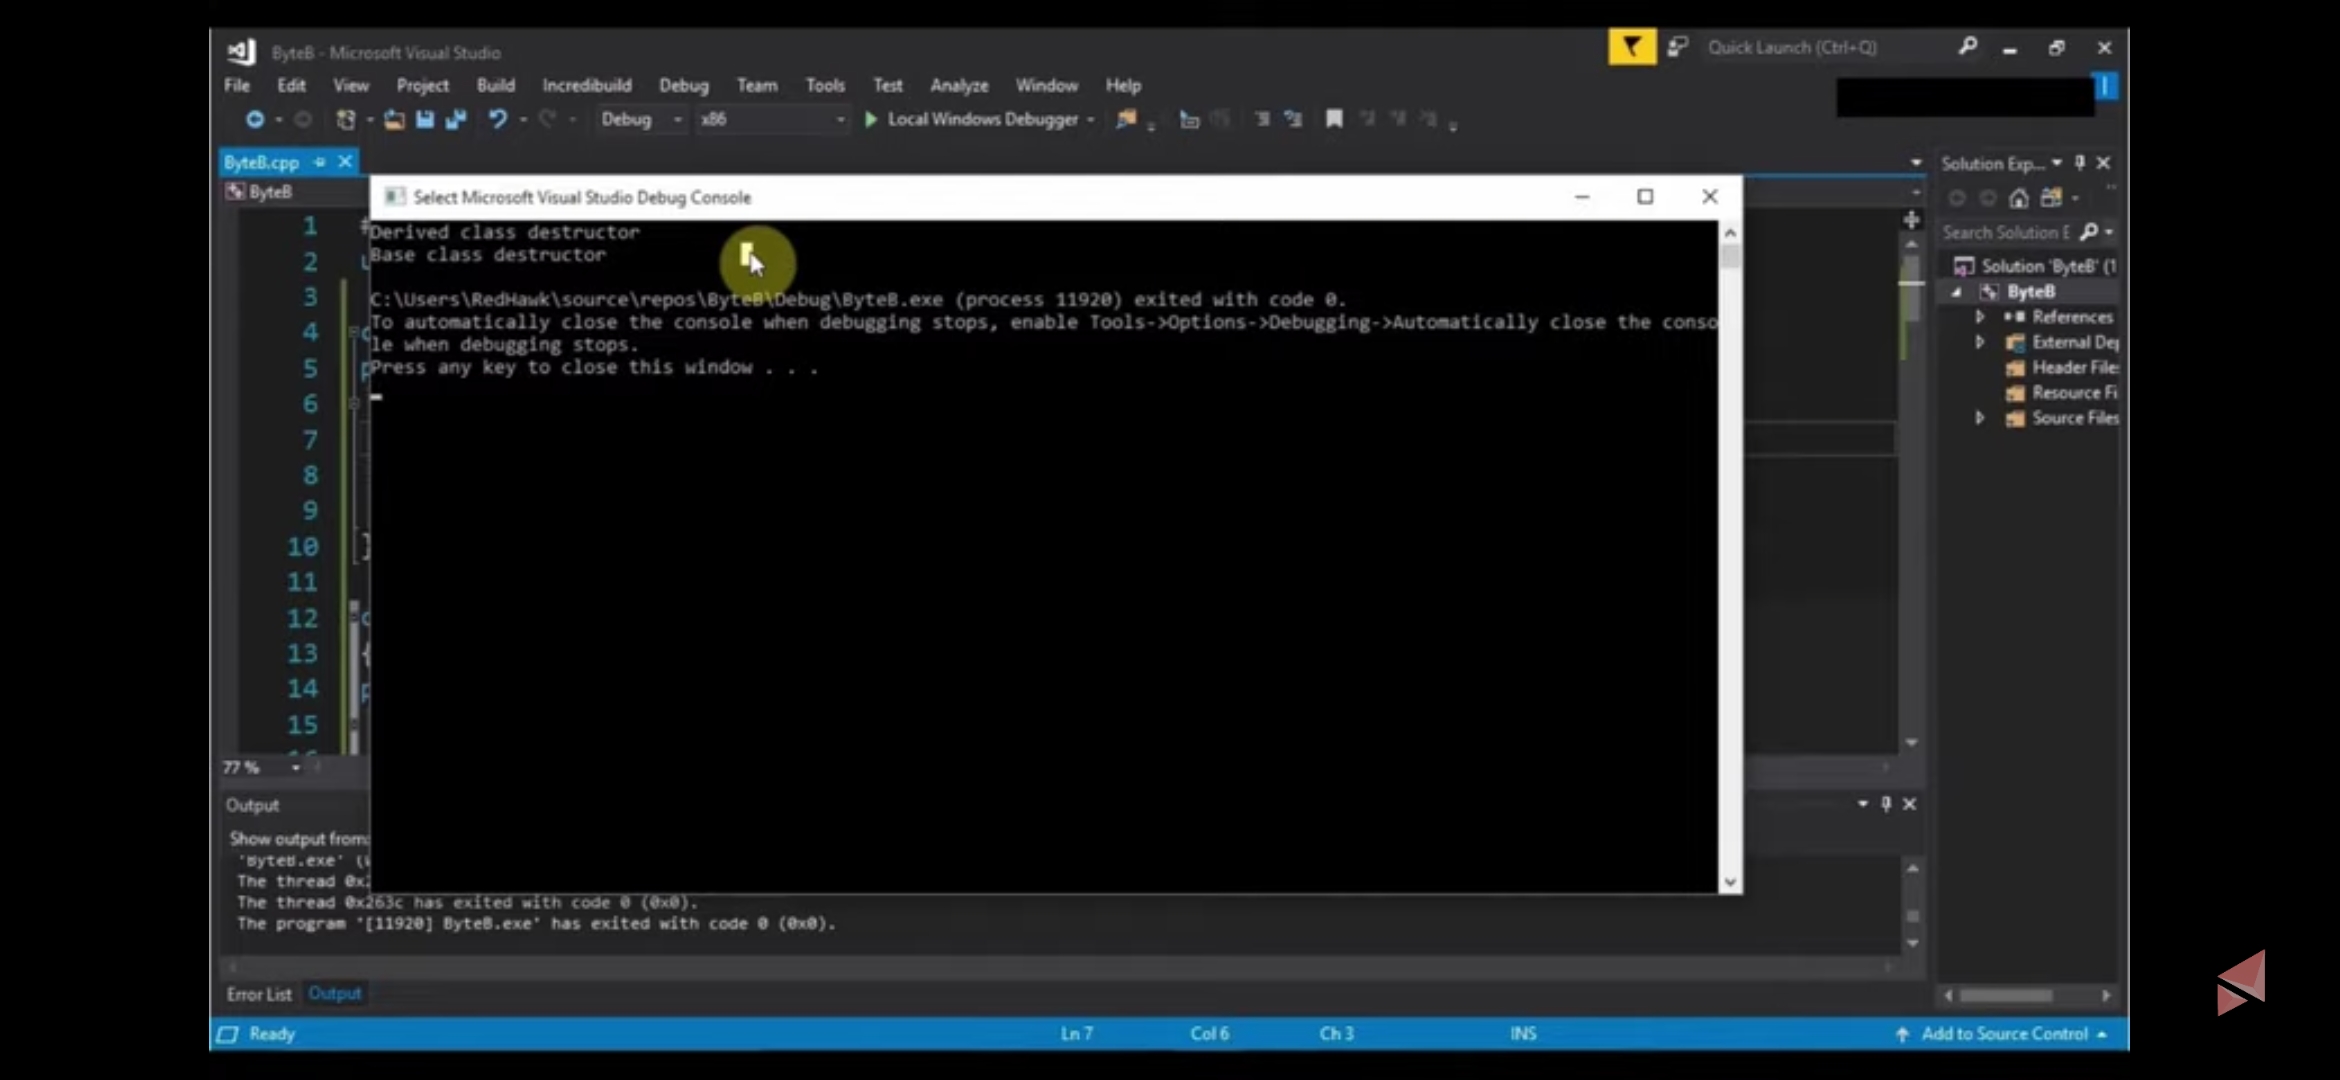 ByteB - Microsoft Visual Studio
Quick Launch (Ctrl+Q)
File Edit View Project Build Incredibuild Debug Team Tools Test Analyze Window Help
Debug x86 Local Windows Debugger
ByteB.cpp
Solution Exp...
ByteB
Select Microsoft Visual Studio Debug Console
Search Solution E
Solution 'ByteB' (1
ByteB
References
External Dep
Header File
Resource Fi
Source Files
Derived class destructor
Base class destructor
C:\Users\RedHawk\source\repos\ByteB\Debug\ByteB.exe (process 11920) exited with code 0.
To automatically close the console when debugging stops, enable Tools->Options->Debugging->Automatically close the conso
le when debugging stops.
Press any key to close this window . . .
1
2
3
4
5
6
7
8
9
10
11
12
13
14
15
77 %
Output
Show output from:
'ByteB.exe' (
The thread 0x
The thread 0x263c has exited with code 0 (0x0).
The program '[11920] ByteB.exe' has exited with code 0 (0x0).
Error List Output
Ready Ln 7 Col 6 Ch 3 INS Add to Source Control